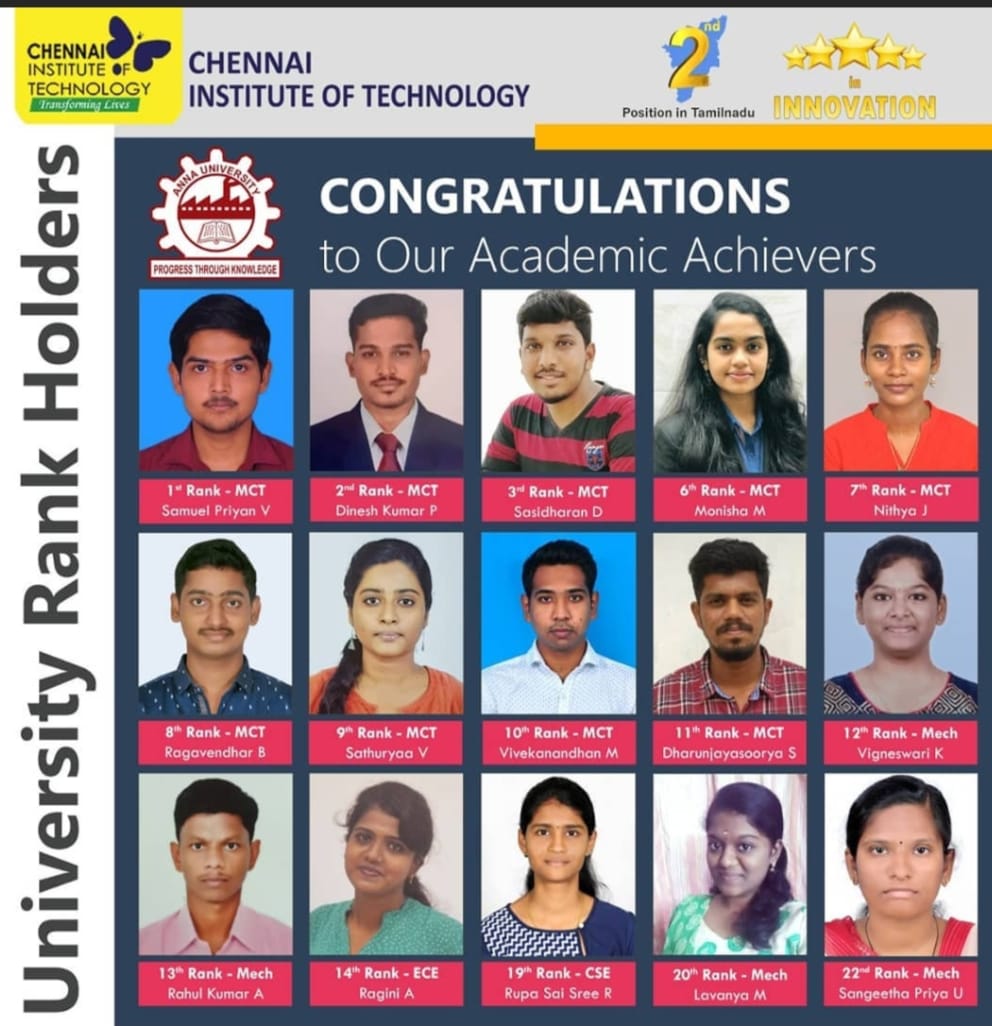 CHENNAI
INSTITUTE OF
TECHNOLOGY
Transforming Lives
CHENNAI
INSTITUTE OF TECHNOLOGY
2nd
Position in Tamilnadu
in
INNOVATION
University Rank Holders
ANNA UNIVERSITY
PROGRESS THROUGH KNOWLEDGE
CONGRATULATIONS
to Our Academic Achievers
1st Rank - MCT
Samuel Priyan V
2nd Rank - MCT
Dinesh Kumar P
3rd Rank - MCT
Sasidharan D
6th Rank - MCT
Monisha M
7th Rank - MCT
Nithya J
8th Rank - MCT
Ragavendhar B
9th Rank - MCT
Sathuryaa V
10th Rank - MCT
Vivekanandhan M
11th Rank - MCT
Dharunjayasoorya S
12th Rank - Mech
Vigneswari K
13th Rank - Mech
Rahul Kumar A
14th Rank - ECE
Ragini A
19th Rank - CSE
Rupa Sai Sree R
20th Rank - Mech
Lavanya M
22nd Rank - Mech
Sangeetha Priya U